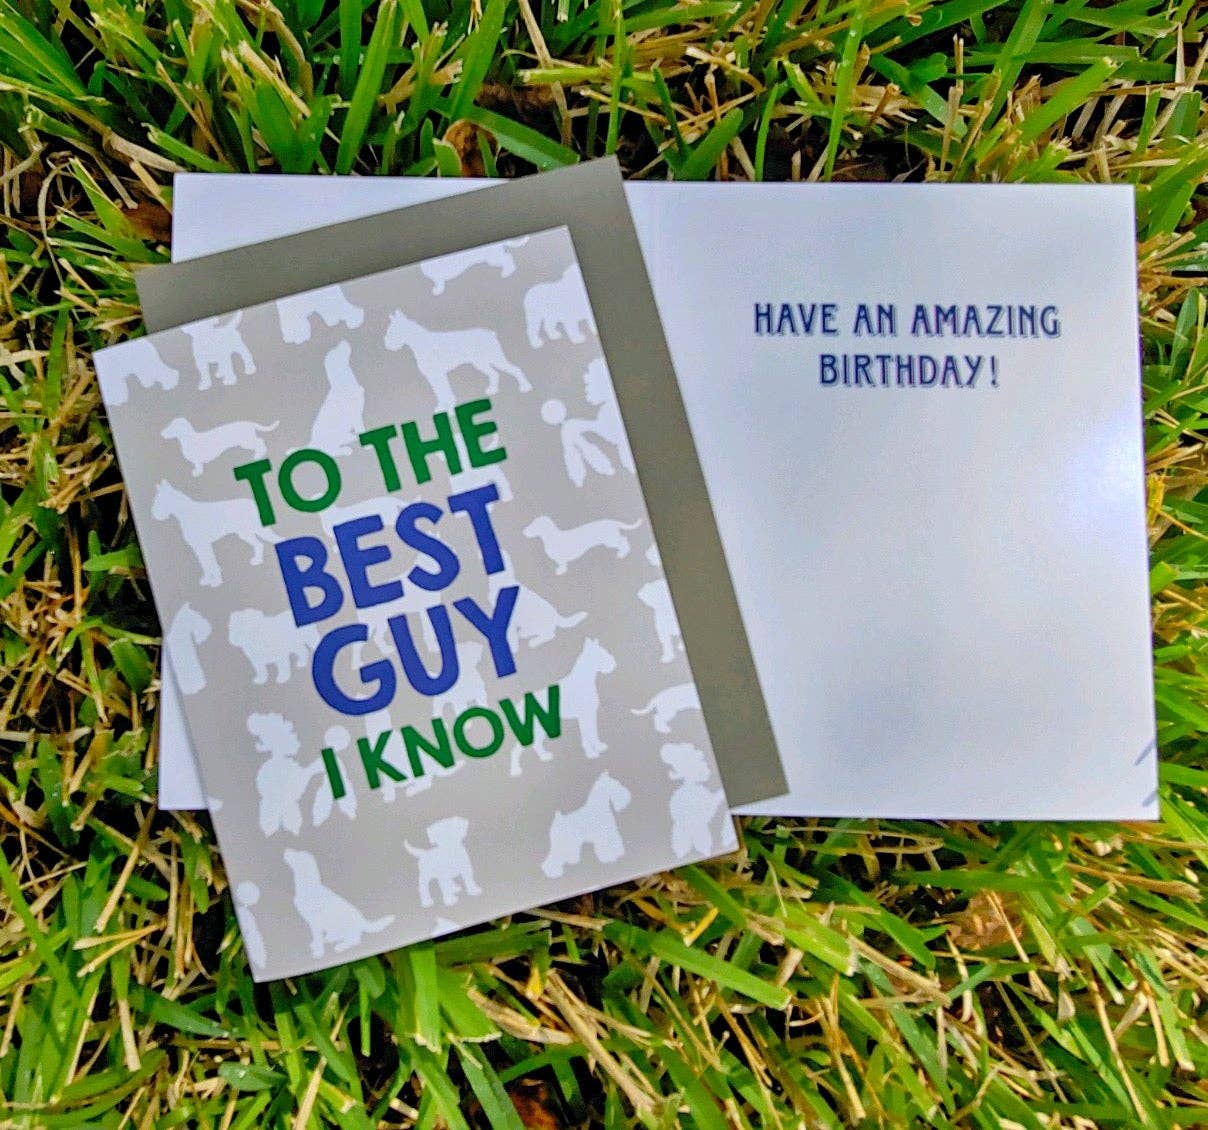 TO THE
BEST
GUY
I KNOW
HAVE AN AMAZING
BIRTHDAY!